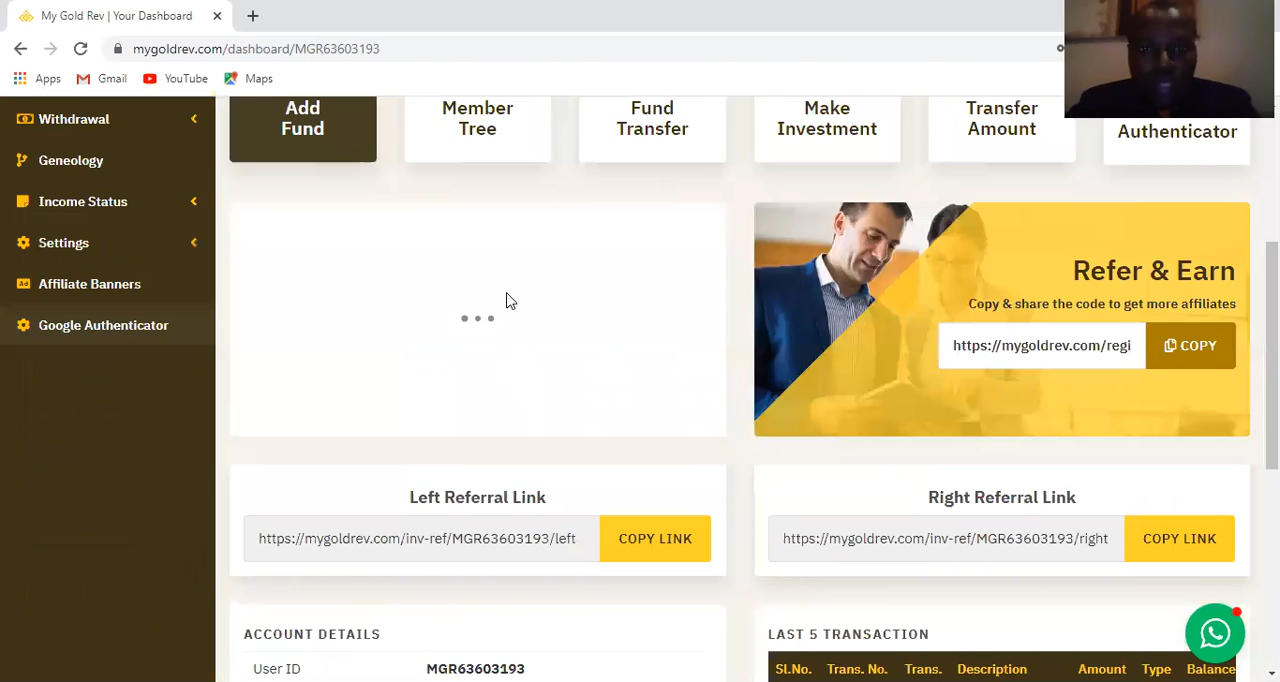 My Gold Rev | Your Dashboard
mygoldrev.com/dashboard/MGR63603193
Apps Gmail YouTube Maps
Withdrawal
Geneology
Income Status
Settings
Affiliate Banners
Google Authenticator
Add
Fund
Member
Tree
Fund
Transfer
Make
Investment
Transfer
Amount
Authenticator
Refer & Earn
Copy & share the code to get more affiliates
https://mygoldrev.com/regi COPY
Left Referral Link
https://mygoldrev.com/inv-ref/MGR63603193/left COPY LINK
Right Referral Link
https://mygoldrev.com/inv-ref/MGR63603193/right COPY LINK
ACCOUNT DETAILS
User ID MGR63603193
LAST 5 TRANSACTION
Sl.No. Trans. No. Trans. Description Amount Type Balance